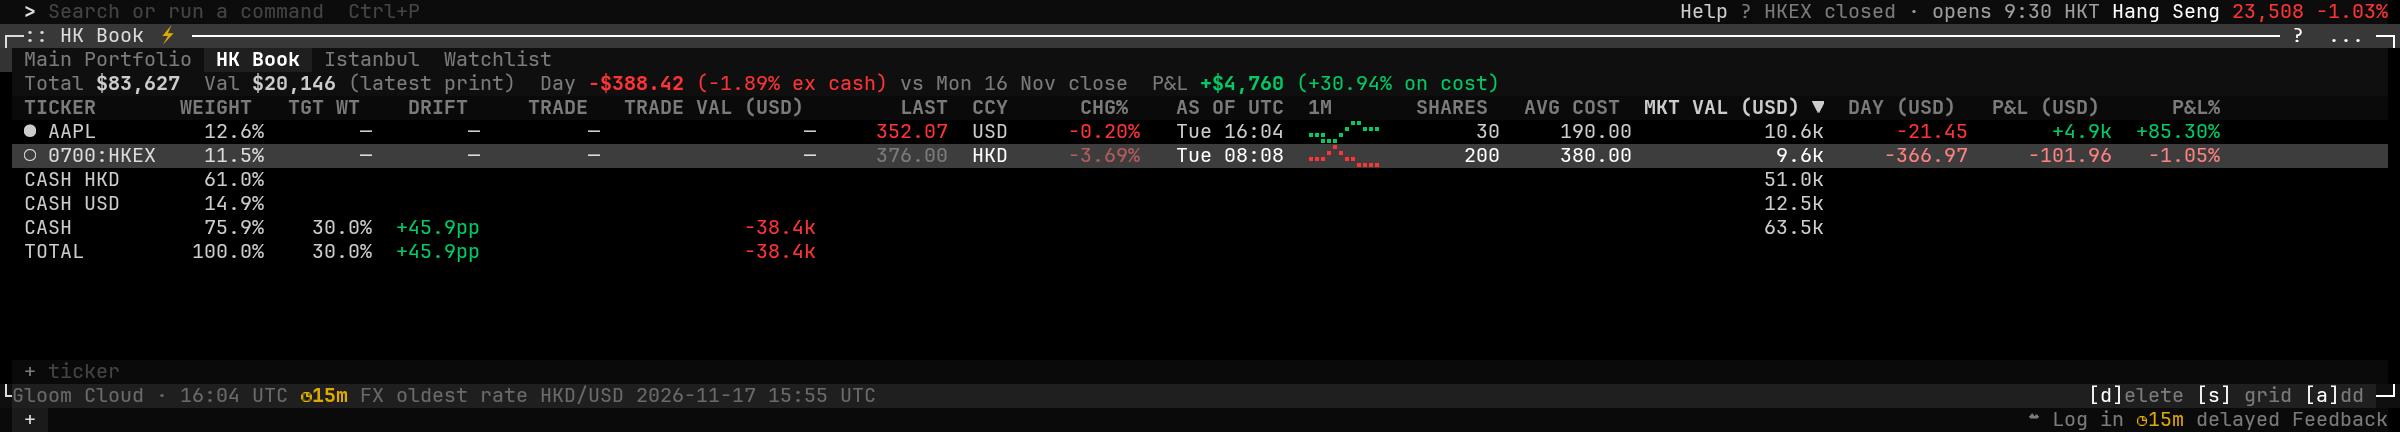 > Search or run a command  Ctrl+P  Help ? HKEX closed · opens 9:30 HKT Hang Seng 23,508 -1.03%
:: HK Book ⚡ ? ...
Main Portfolio  HK Book  Istanbul  Watchlist
Total $83,627  Val $20,146 (latest print)  Day -$388.42 (-1.89% ex cash) vs Mon 16 Nov close  P&L +$4,760 (+30.94% on cost)
TICKER  WEIGHT  TGT WT  DRIFT  TRADE  TRADE VAL (USD)  LAST  CCY  CHG%  AS OF UTC  1M  SHARES  AVG COST  MKT VAL (USD) ▼  DAY (USD)  P&L (USD)  P&L%
● AAPL  12.6%  —  —  —  —  352.07  USD  -0.20%  Tue 16:04  30  190.00  10.6k  -21.45  +4.9k  +85.30%
○ 0700:HKEX  11.5%  —  —  —  —  376.00  HKD  -3.69%  Tue 08:08  200  380.00  9.6k  -366.97  -101.96  -1.05%
CASH HKD  61.0%  51.0k
CASH USD  14.9%  12.5k
CASH  75.9%  30.0%  +45.9pp  -38.4k  63.5k
TOTAL  100.0%  30.0%  +45.9pp  -38.4k
+ ticker
Gloom Cloud · 16:04 UTC ◔15m FX oldest rate HKD/USD 2026-11-17 15:55 UTC  [d]elete [s] grid [a]dd
+  Log in ◔15m delayed Feedback